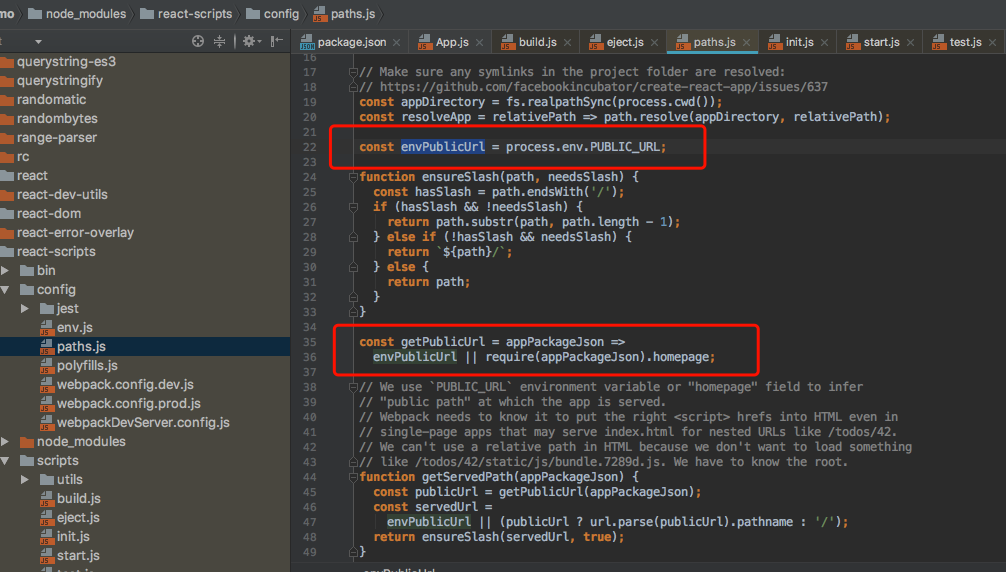 mo node_modules react-scripts config paths.js
package.json App.js build.js eject.js paths.js init.js start.js test.js
querystring-es3
querystringify
randomatic
randombytes
range-parser
rc
react
react-dev-utils
react-dom
react-error-overlay
react-scripts
bin
config
jest
env.js
paths.js
polyfills.js
webpack.config.dev.js
webpack.config.prod.js
webpackDevServer.config.js
node_modules
scripts
utils
build.js
eject.js
init.js
start.js
16
17 // Make sure any symlinks in the project folder are resolved:
18 // https://github.com/facebookincubator/create-react-app/issues/637
19 const appDirectory = fs.realpathSync(process.cwd());
20 const resolveApp = relativePath => path.resolve(appDirectory, relativePath);
21
22 const envPublicUrl = process.env.PUBLIC_URL;
23
24 function ensureSlash(path, needsSlash) {
25 const hasSlash = path.endsWith('/');
26 if (hasSlash && !needsSlash) {
27 return path.substr(path, path.length - 1);
28 } else if (!hasSlash && needsSlash) {
29 return `${path}/`;
30 } else {
31 return path;
32 }
33 }
34
35 const getPublicUrl = appPackageJson =>
36 envPublicUrl || require(appPackageJson).homepage;
37
38 // We use `PUBLIC_URL` environment variable or "homepage" field to infer
39 // "public path" at which the app is served.
40 // Webpack needs to know it to put the right <script> hrefs into HTML even in
41 // single-page apps that may serve index.html for nested URLs like /todos/42.
42 // We can't use a relative path in HTML because we don't want to load something
43 // like /todos/42/static/js/bundle.7289d.js. We have to know the root.
44 function getServedPath(appPackageJson) {
45 const publicUrl = getPublicUrl(appPackageJson);
46 const servedUrl =
47 envPublicUrl || (publicUrl ? url.parse(publicUrl).pathname : '/');
48 return ensureSlash(servedUrl, true);
49 }